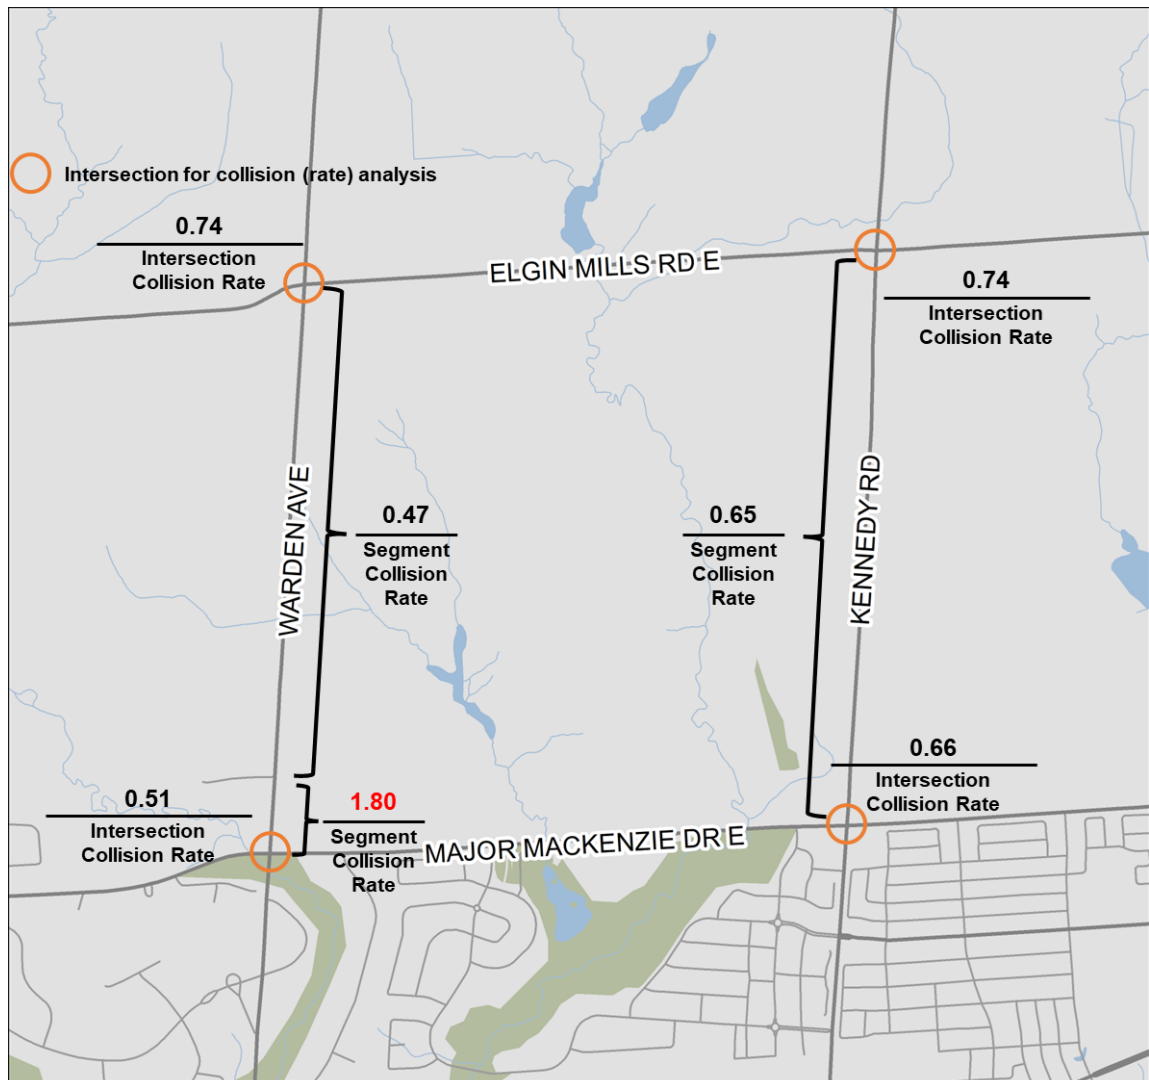 Intersection for collision (rate) analysis
0.74
Intersection
Collision Rate
ELGIN MILLS RD E
0.74
Intersection
Collision Rate
WARDEN AVE
0.47
Segment
Collision
Rate
0.65
Segment
Collision
Rate
KENNEDY RD
0.66
Intersection
Collision Rate
0.51
Intersection
Collision Rate
1.80
Segment
Collision
Rate
MAJOR MACKENZIE DR E